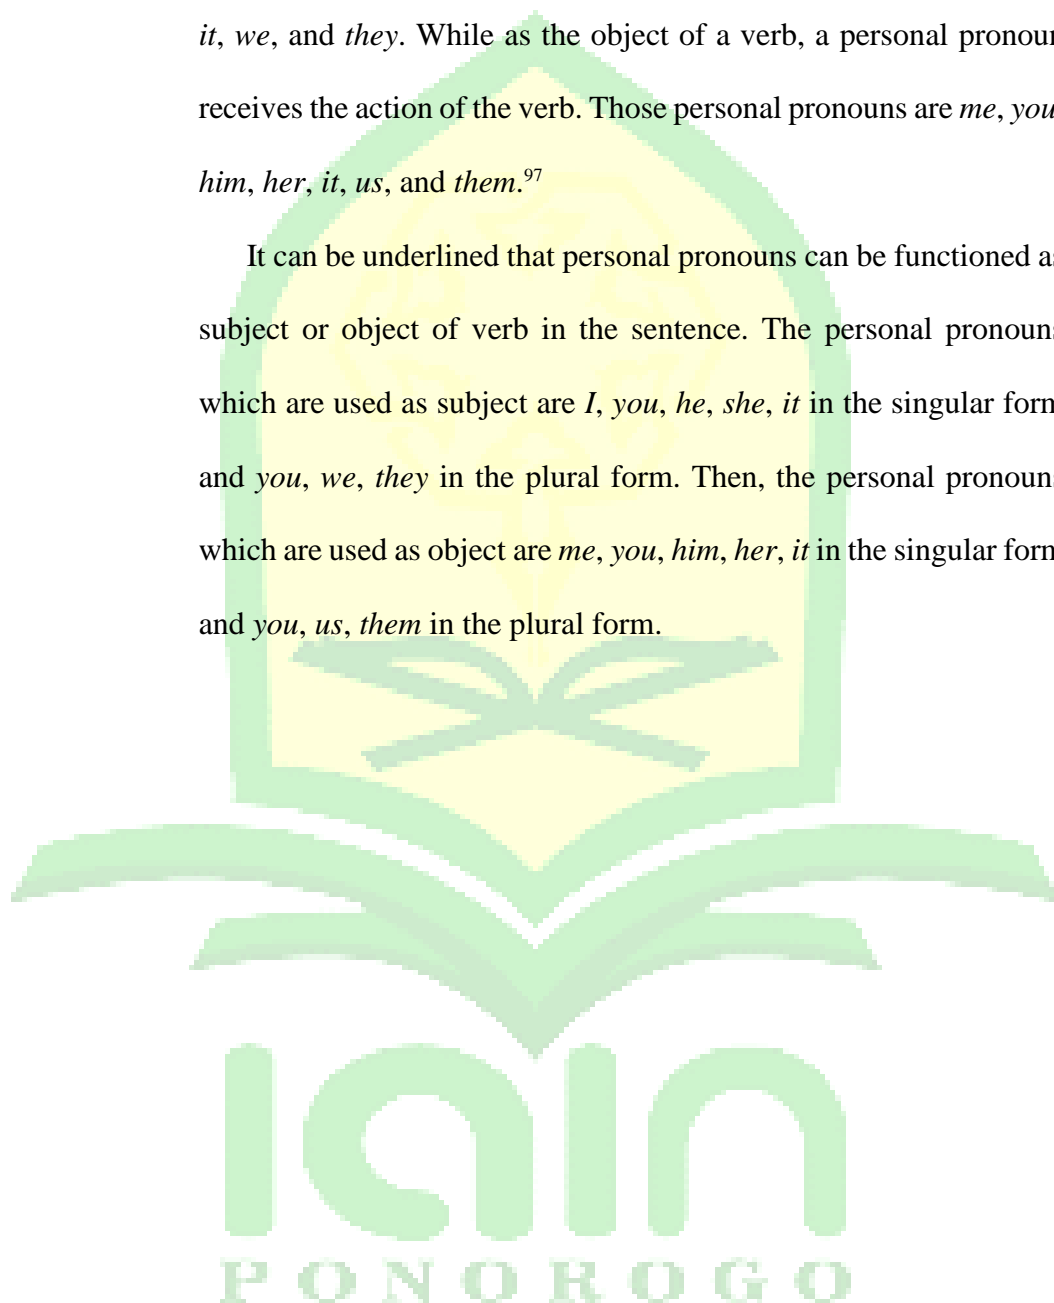 it, we, and they. While as the object of a verb, a personal pronoun
receives the action of the verb. Those personal pronouns are me, you
him, her, it, us, and them.97
It can be underlined that personal pronouns can be functioned as
subject or object of verb in the sentence. The personal pronouns
which are used as subject are I, you, he, she, it in the singular form
and you, we, they in the plural form. Then, the personal pronouns
which are used as object are me, you, him, her, it in the singular form
and you, us, them in the plural form.
iain
PONOROGO